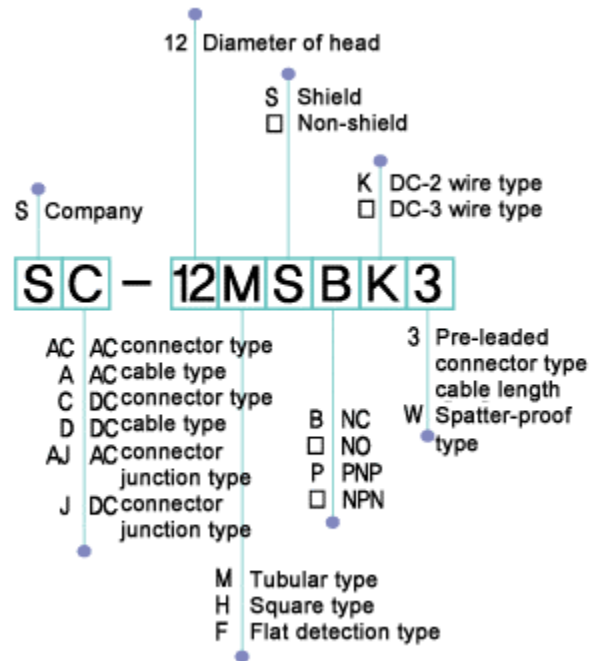 12 Diameter of head
S Shield
□ Non-shield
K DC-2 wire type
□ DC-3 wire type
S Company
SC-12MSBK3
AC AC connector type
A AC cable type
C DC connector type
D DC cable type
AJ AC connector
junction type
J DC connector
junction type
B NC
□ NO
P PNP
□ NPN
3 Pre-leaded
connector type
cable length
W Spatter-proof
type
M Tubular type
H Square type
F Flat detection type